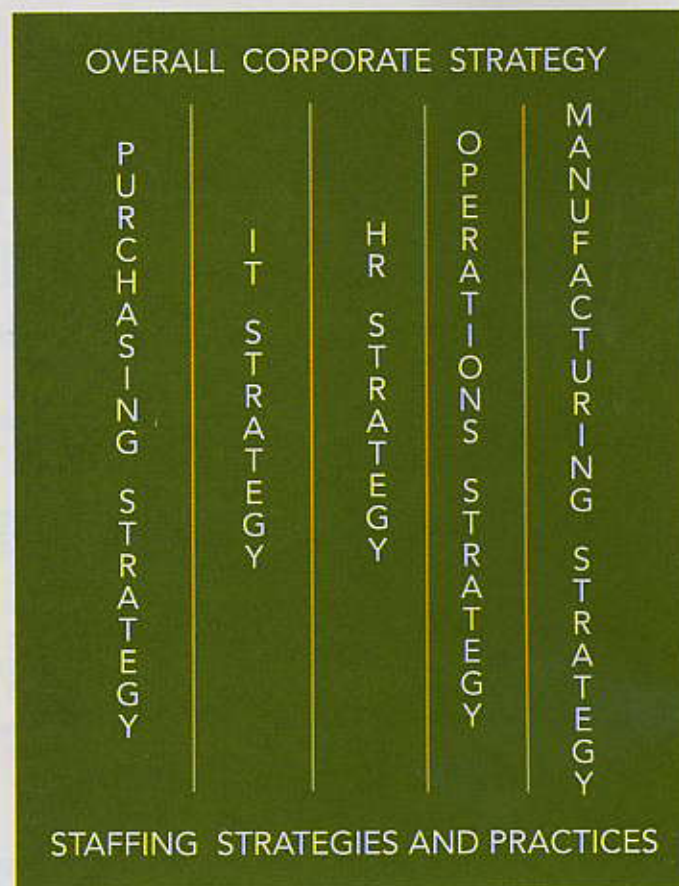 OVERALL CORPORATE STRATEGY
PURCHASING STRATEGY
IT STRATEGY
HR STRATEGY
OPERATIONS STRATEGY
MANUFACTURING STRATEGY
STAFFING STRATEGIES AND PRACTICES